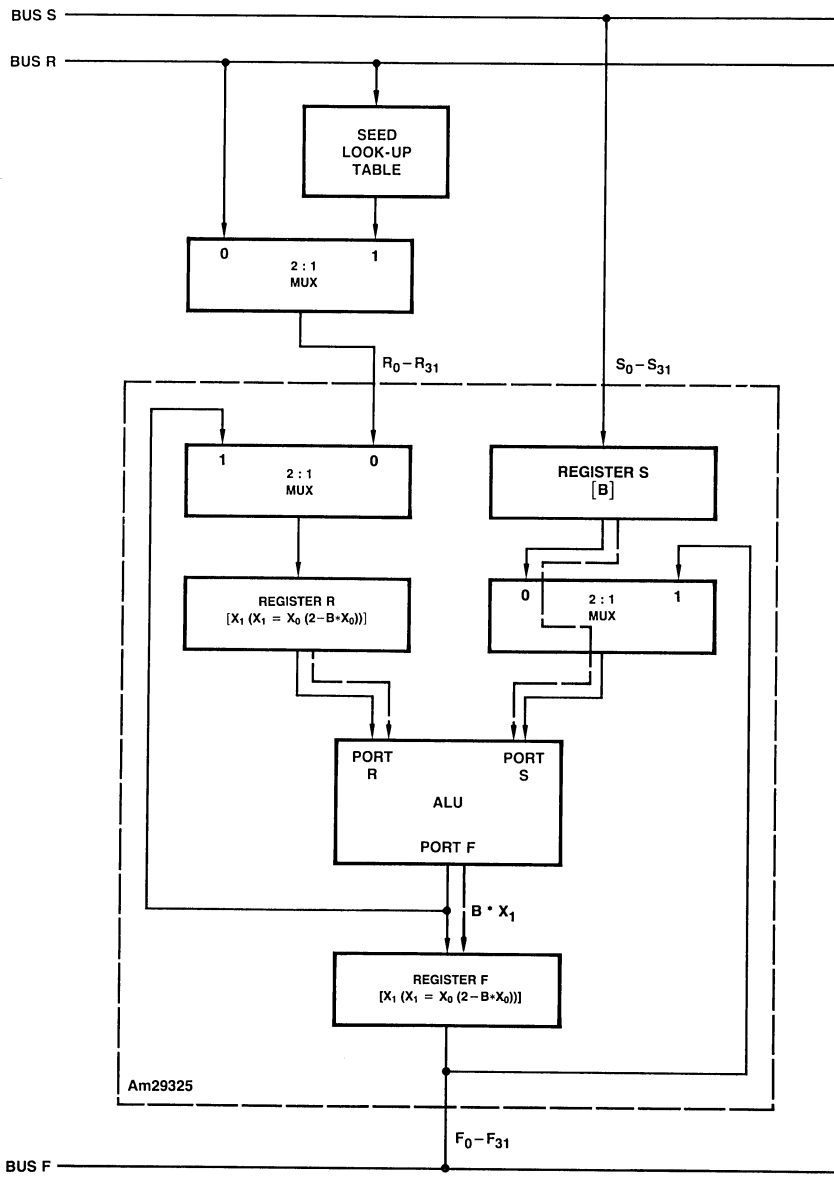 BUS S
BUS R
SEED
LOOK-UP
TABLE
0 1
2 : 1
MUX
R0–R31 S0–S31
1 0
2 : 1
MUX
REGISTER S
[B]
REGISTER R
[X1 (X1 = X0 (2–B*X0))]
0 1
2 : 1
MUX
PORT
R
PORT
S
ALU
PORT F
B * X1
REGISTER F
[X1 (X1 = X0 (2–B*X0))]
Am29325
F0–F31
BUS F